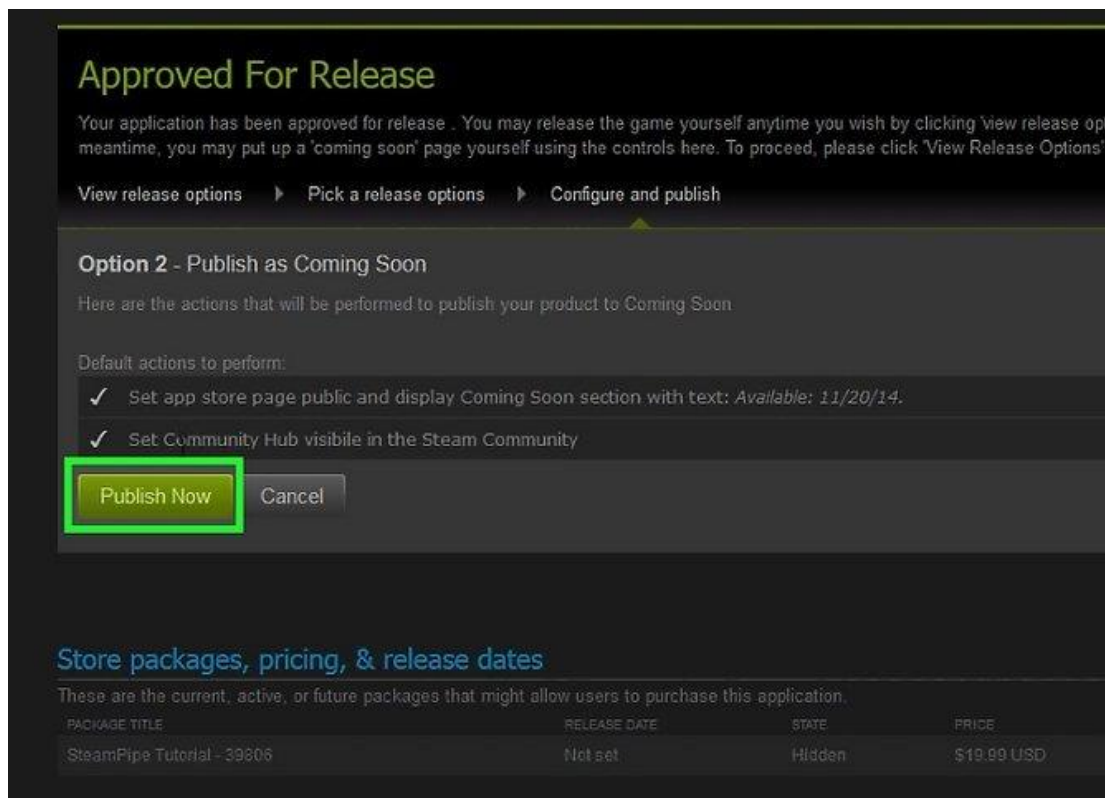 Approved For Release
Your application has been approved for release . You may release the game yourself anytime you wish by clicking 'view release op
meantime, you may put up a 'coming soon' page yourself using the controls here. To proceed, please click 'View Release Options'
View release options Pick a release options Configure and publish
Option 2 - Publish as Coming Soon
Here are the actions that will be performed to publish your product to Coming Soon
Default actions to perform:
✓ Set app store page public and display Coming Soon section with text: Available: 11/20/14.
✓ Set Community Hub visibile in the Steam Community
Publish Now Cancel
Store packages, pricing, & release dates
These are the current, active, or future packages that might allow users to purchase this application.
PACKAGE TITLE RELEASE DATE STATE PRICE
SteamPipe Tutorial - 39806 Not set Hidden $19.99 USD